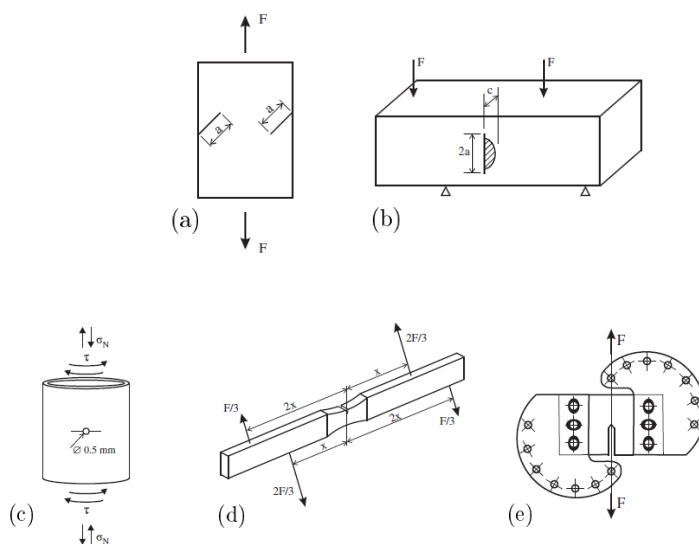 F
a
a
F
(a)
F
F
c
2a
(b)
σN
τ
Ø 0.5 mm
τ
σN
(c)
2F/3
x
F/3
2x
2x
F/3
x
2F/3
(d)
F
F
(e)